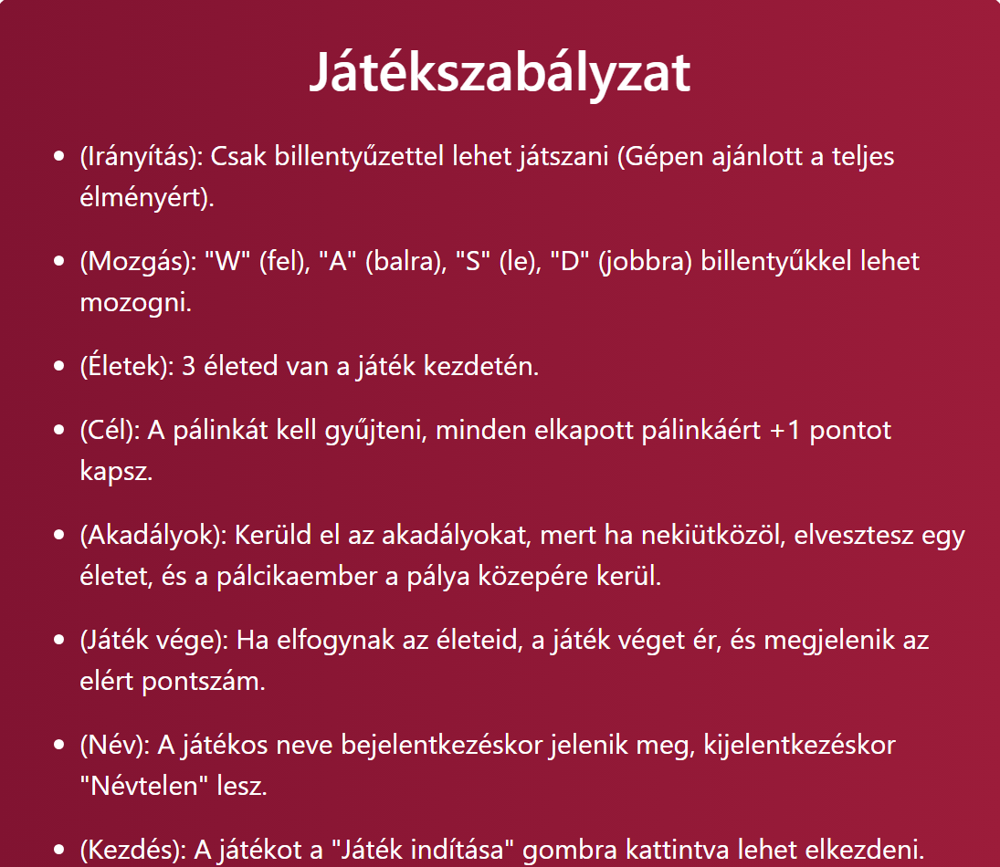 Játékszabályzat
• (Irányítás): Csak billentyűzettel lehet játszani (Gépen ajánlott a teljes
élményért).
• (Mozgás): "W" (fel), "A" (balra), "S" (le), "D" (jobbra) billentyűkkel lehet
mozogni.
• (Életek): 3 életed van a játék kezdetén.
• (Cél): A pálinkát kell gyűjteni, minden elkapott pálinkáért +1 pontot
kapsz.
• (Akadályok): Kerüld el az akadályokat, mert ha nekiütközöl, elvesztesz egy
életet, és a pálcikaember a pálya közepére kerül.
• (Játék vége): Ha elfogynak az életeid, a játék véget ér, és megjelenik az
elért pontszám.
• (Név): A játékos neve bejelentkezéskor jelenik meg, kijelentkezéskor
"Névtelen" lesz.
• (Kezdés): A játékot a "Játék indítása" gombra kattintva lehet elkezdeni.